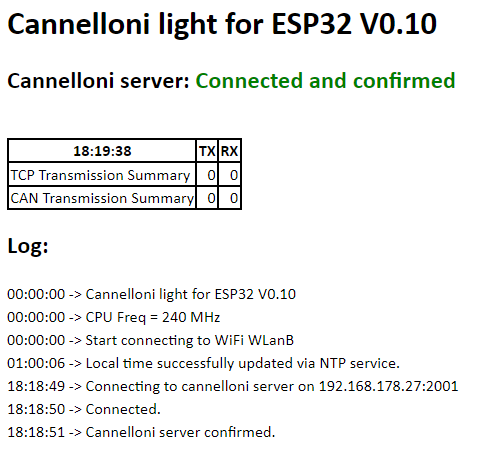 Cannelloni light for ESP32 V0.10
Cannelloni server: Connected and confirmed
18:19:38 TX RX
TCP Transmission Summary 0 0
CAN Transmission Summary 0 0
Log:
00:00:00 -> Cannelloni light for ESP32 V0.10
00:00:00 -> CPU Freq = 240 MHz
00:00:00 -> Start connecting to WiFi WLanB
01:00:06 -> Local time successfully updated via NTP service.
18:18:49 -> Connecting to cannelloni server on 192.168.178.27:2001
18:18:50 -> Connected.
18:18:51 -> Cannelloni server confirmed.